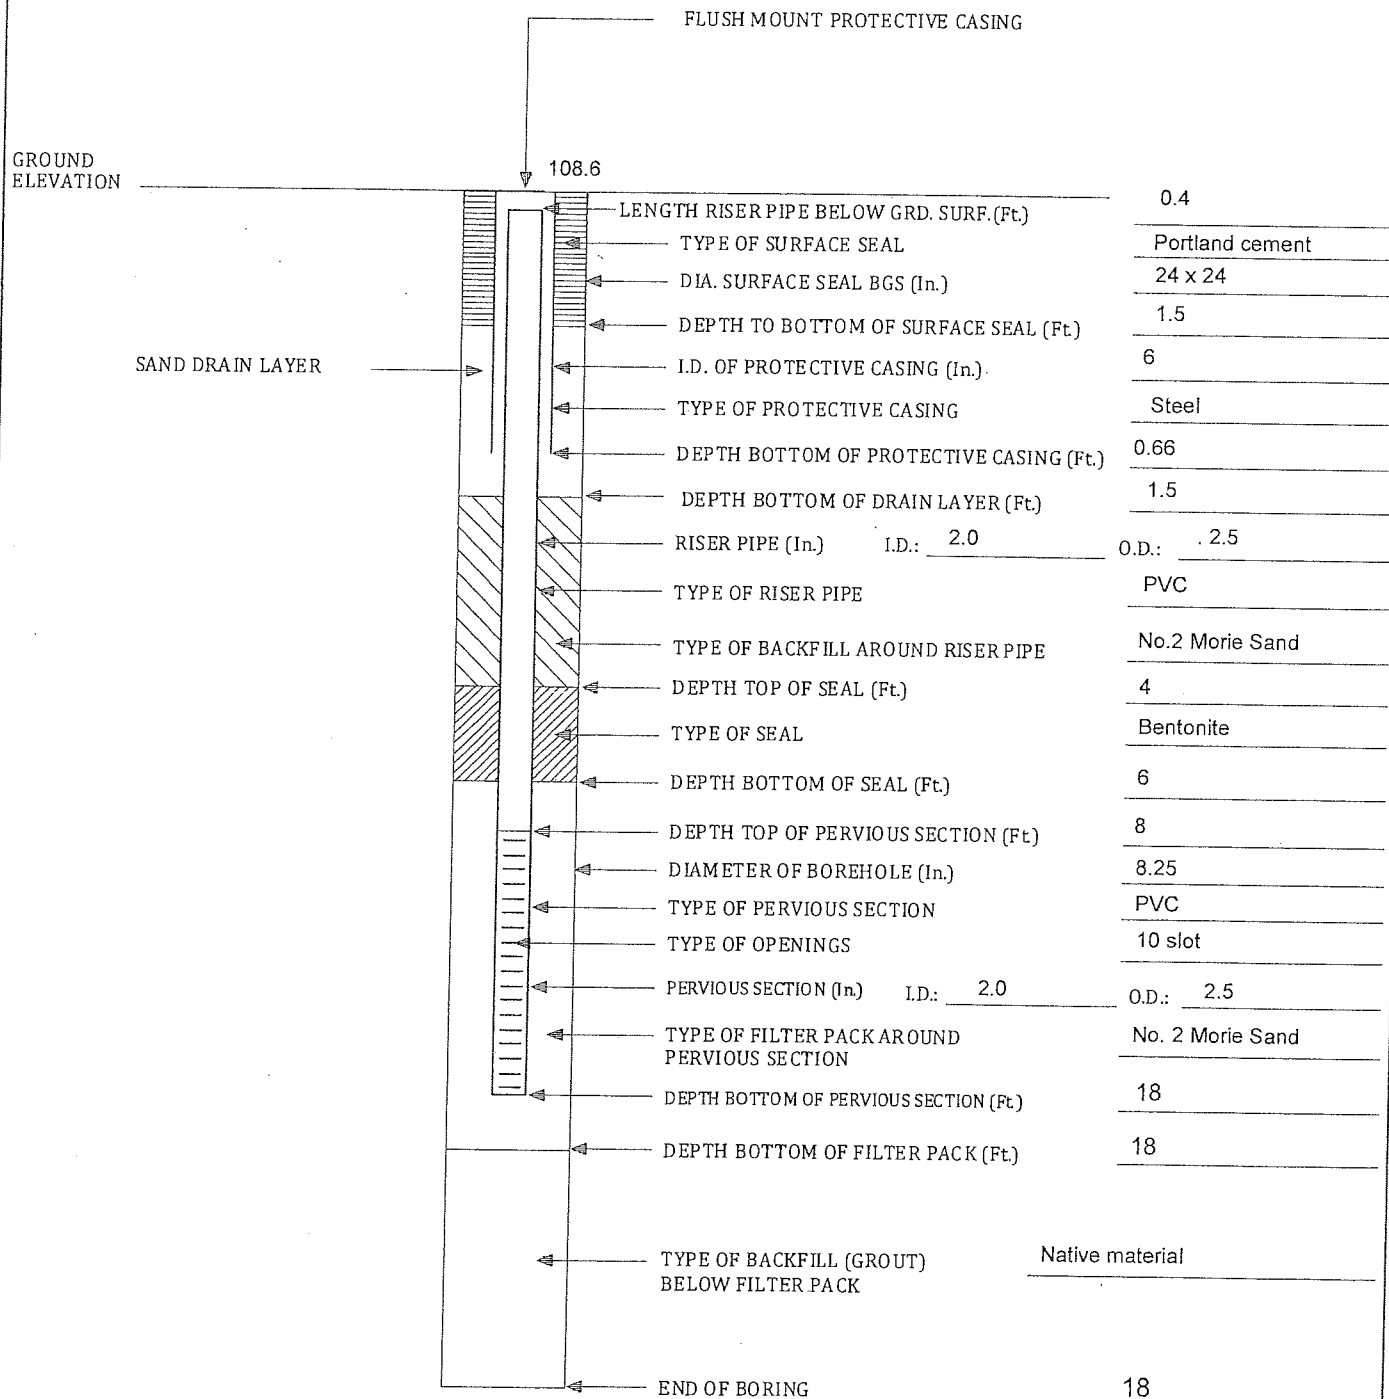 FLUSH MOUNT PROTECTIVE CASING
GROUND
ELEVATION
108.6
LENGTH RISER PIPE BELOW GRD. SURF.(Ft.) 0.4
TYPE OF SURFACE SEAL Portland cement
DIA. SURFACE SEAL BGS (In.) 24 x 24
DEPTH TO BOTTOM OF SURFACE SEAL (Ft.) 1.5
SAND DRAIN LAYER
I.D. OF PROTECTIVE CASING (In.) 6
TYPE OF PROTECTIVE CASING Steel
DEPTH BOTTOM OF PROTECTIVE CASING (Ft.) 0.66
DEPTH BOTTOM OF DRAIN LAYER (Ft.) 1.5
RISER PIPE (In.) I.D.: 2.0 O.D.: 2.5
TYPE OF RISER PIPE PVC
TYPE OF BACKFILL AROUND RISER PIPE No.2 Morie Sand
DEPTH TOP OF SEAL (Ft.) 4
TYPE OF SEAL Bentonite
DEPTH BOTTOM OF SEAL (Ft.) 6
DEPTH TOP OF PERVIOUS SECTION (Ft.) 8
DIAMETER OF BOREHOLE (In.) 8.25
TYPE OF PERVIOUS SECTION PVC
TYPE OF OPENINGS 10 slot
PERVIOUS SECTION (In.) I.D.: 2.0 O.D.: 2.5
TYPE OF FILTER PACK AROUND No. 2 Morie Sand
PERVIOUS SECTION
DEPTH BOTTOM OF PERVIOUS SECTION (Ft.) 18
DEPTH BOTTOM OF FILTER PACK (Ft.) 18
TYPE OF BACKFILL (GROUT) Native material
BELOW FILTER PACK
END OF BORING 18